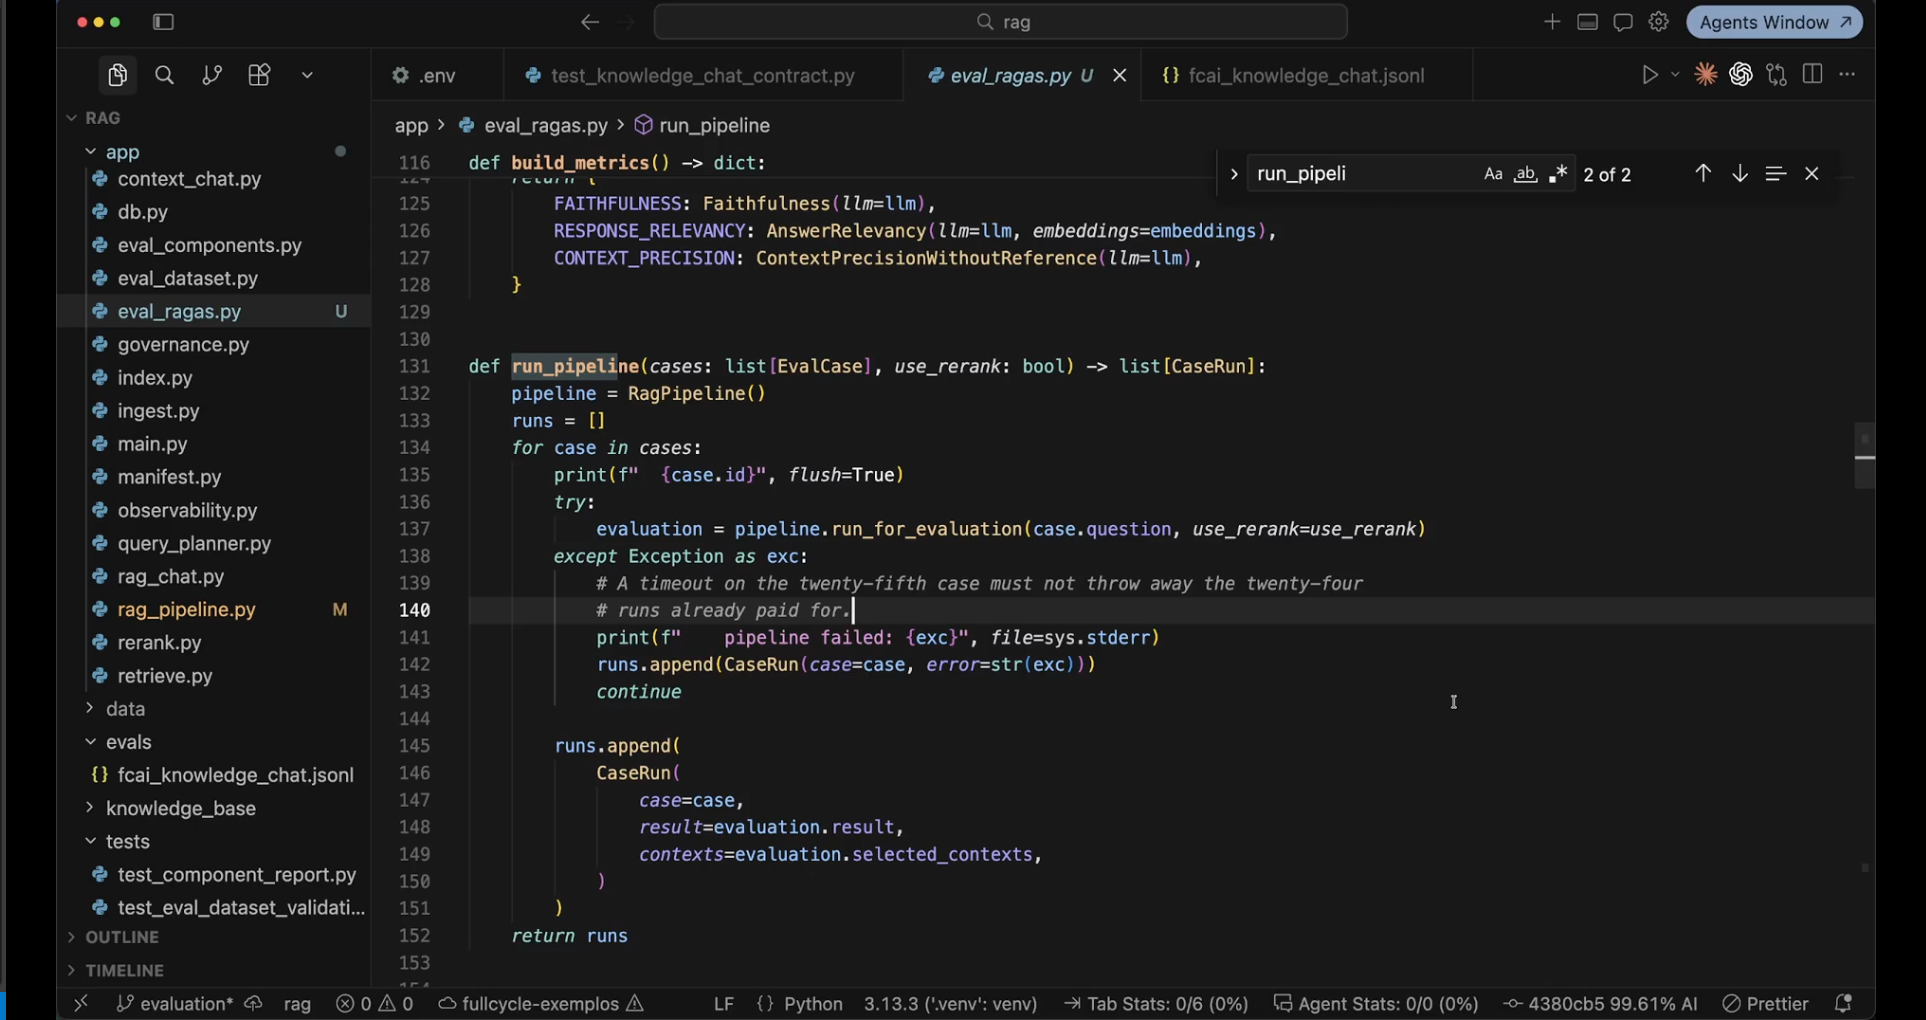 rag
Agents Window
.env
test_knowledge_chat_contract.py
eval_ragas.py U
{} fcai_knowledge_chat.jsonl
RAG
app
context_chat.py
db.py
eval_components.py
eval_dataset.py
eval_ragas.py U
governance.py
index.py
ingest.py
main.py
manifest.py
observability.py
query_planner.py
rag_chat.py
rag_pipeline.py M
rerank.py
retrieve.py
data
evals
{} fcai_knowledge_chat.jsonl
knowledge_base
tests
test_component_report.py
test_eval_dataset_validati...
OUTLINE
TIMELINE
app > eval_ragas.py > run_pipeline
run_pipeli Aa ab 2 of 2
116 def build_metrics() -> dict:
125 FAITHFULNESS: Faithfulness(llm=llm),
126 RESPONSE_RELEVANCY: AnswerRelevancy(llm=llm, embeddings=embeddings),
127 CONTEXT_PRECISION: ContextPrecisionWithoutReference(llm=llm),
128 }
129
130
131 def run_pipeline(cases: list[EvalCase], use_rerank: bool) -> list[CaseRun]:
132 pipeline = RagPipeline()
133 runs = []
134 for case in cases:
135 print(f"  {case.id}", flush=True)
136 try:
137 evaluation = pipeline.run_for_evaluation(case.question, use_rerank=use_rerank)
138 except Exception as exc:
139 # A timeout on the twenty-fifth case must not throw away the twenty-four
140 # runs already paid for.
141 print(f"    pipeline failed: {exc}", file=sys.stderr)
142 runs.append(CaseRun(case=case, error=str(exc)))
143 continue
144
145 runs.append(
146 CaseRun(
147 case=case,
148 result=evaluation.result,
149 contexts=evaluation.selected_contexts,
150 )
151 )
152 return runs
153
evaluation* rag 0 0 fullcycle-exemplos LF {} Python 3.13.3 ('.venv': venv) Tab Stats: 0/6 (0%) Agent Stats: 0/0 (0%) 4380cb5 99.61% AI Prettier